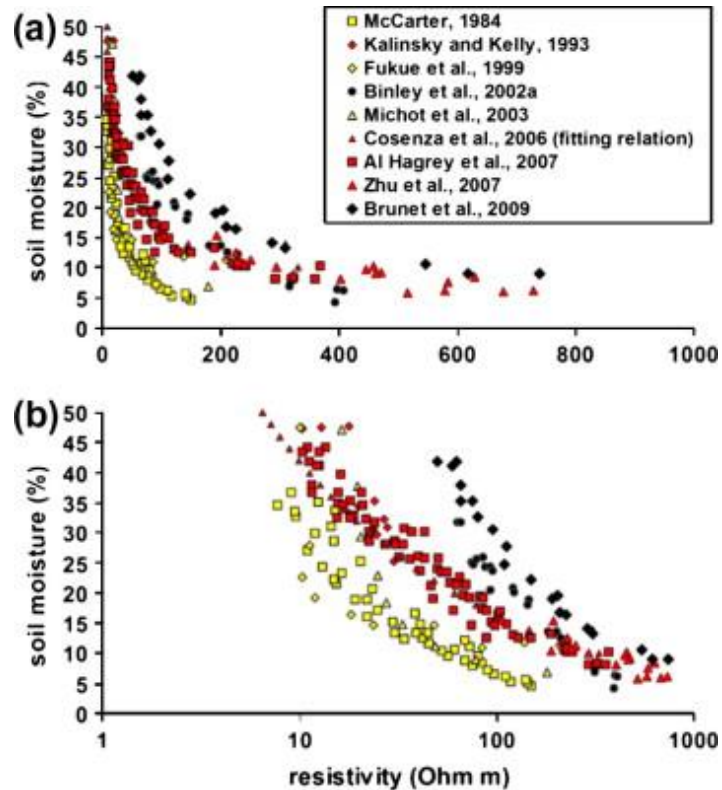 (a)
50
45
40
35
30
25
20
15
10
5
0
soil moisture (%)
McCarter, 1984
Kalinsky and Kelly, 1993
Fukue et al., 1999
Binley et al., 2002a
Michot et al., 2003
Cosenza et al., 2006 (fitting relation)
Al Hagrey et al., 2007
Zhu et al., 2007
Brunet et al., 2009
0 200 400 600 800 1000
(b)
50
45
40
35
30
25
20
15
10
5
0
soil moisture (%)
1 10 100 1000
resistivity (Ohm m)